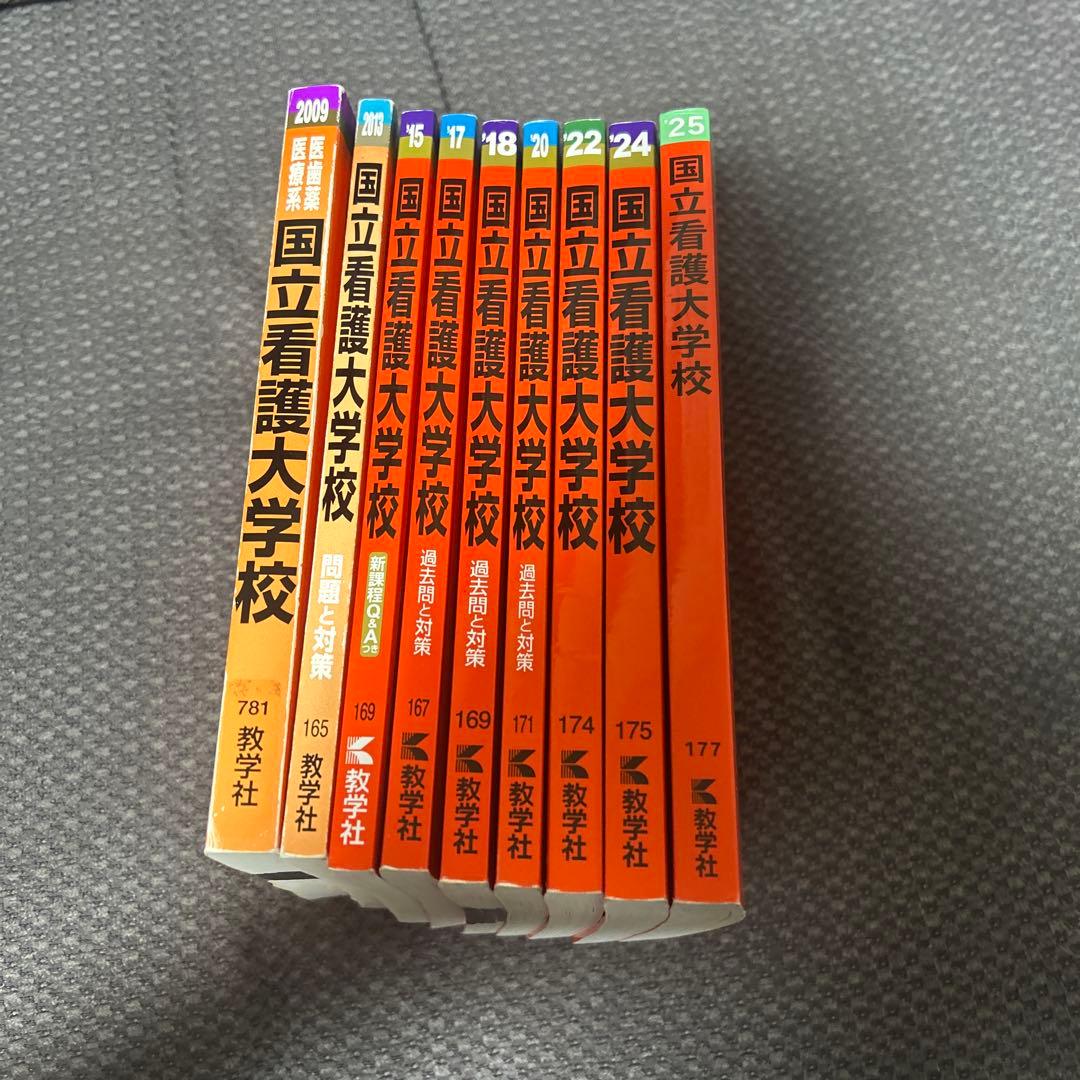 2009
医歯薬
医療系
国立看護大学校
781
教学社
2013
国立看護大学校
問題と対策
165
教学社
'15
国立看護大学校
新課程Q&Aつき
169
教学社
'17
国立看護大学校
過去問と対策
167
教学社
'18
国立看護大学校
過去問と対策
169
教学社
'20
国立看護大学校
過去問と対策
171
教学社
'22
国立看護大学校
174
教学社
'24
国立看護大学校
175
教学社
'25
国立看護大学校
177
教学社